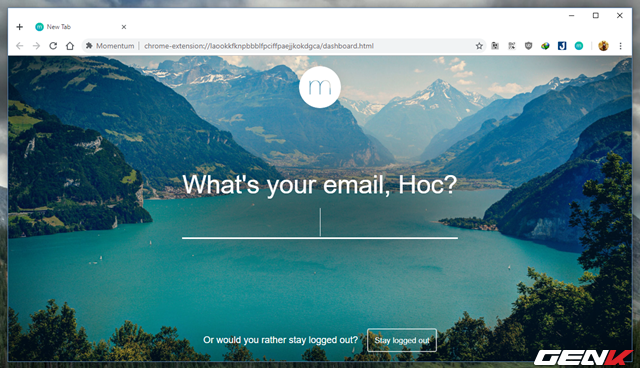 New Tab
Momentum | chrome-extension://laookkfknpbbblfpciffpaejjkokdgca/dashboard.html
m
What's your email, Hoc?
Or would you rather stay logged out? Stay logged out
GENK